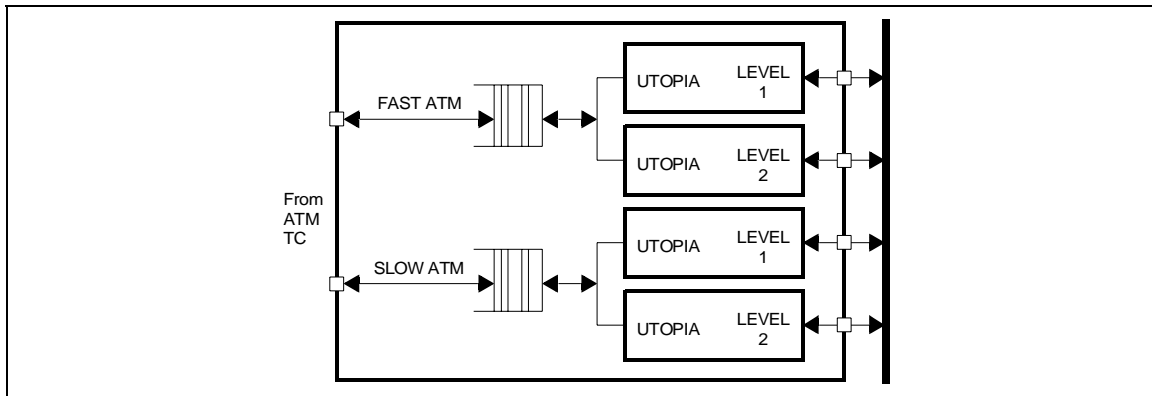 UTOPIA LEVEL
1
FAST ATM
UTOPIA LEVEL
2
From
ATM
TC
UTOPIA LEVEL
1
SLOW ATM
UTOPIA LEVEL
2